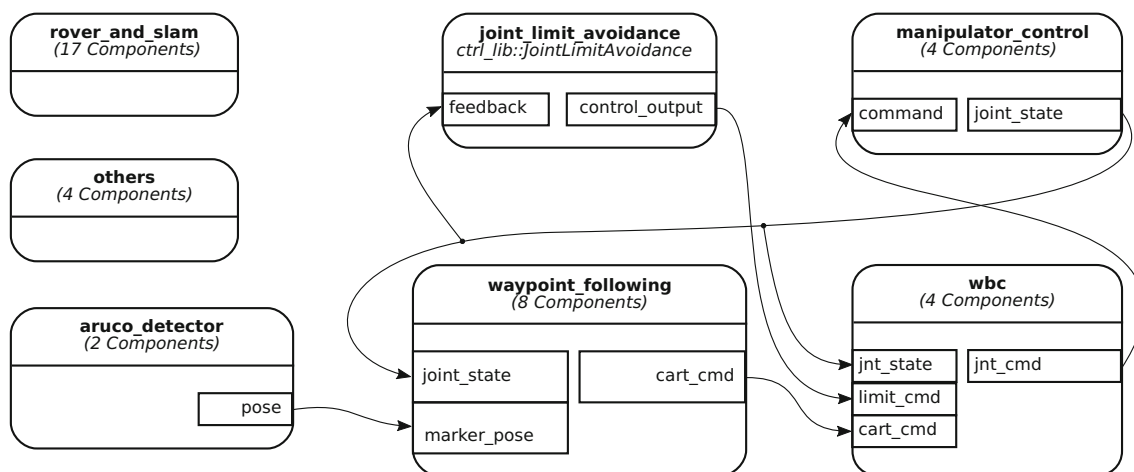 rover_and_slam
(17 Components)
joint_limit_avoidance
ctrl_lib::JointLimitAvoidance
feedback
control_output
manipulator_control
(4 Components)
command
joint_state
others
(4 Components)
aruco_detector
(2 Components)
pose
waypoint_following
(8 Components)
joint_state
cart_cmd
marker_pose
wbc
(4 Components)
jnt_state
jnt_cmd
limit_cmd
cart_cmd